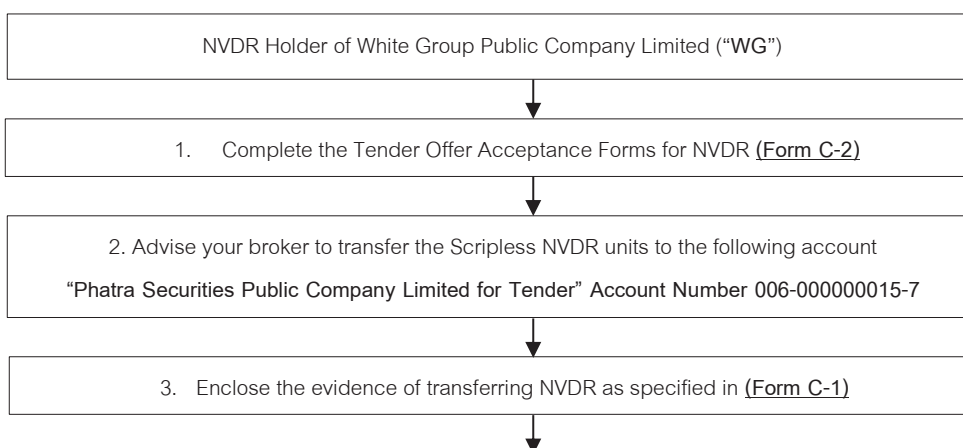 NVDR Holder of White Group Public Company Limited (“WG”)
1. Complete the Tender Offer Acceptance Forms for NVDR (Form C-2)
2. Advise your broker to transfer the Scripless NVDR units to the following account
“Phatra Securities Public Company Limited for Tender” Account Number 006-000000015-7
3. Enclose the evidence of transferring NVDR as specified in (Form C-1)